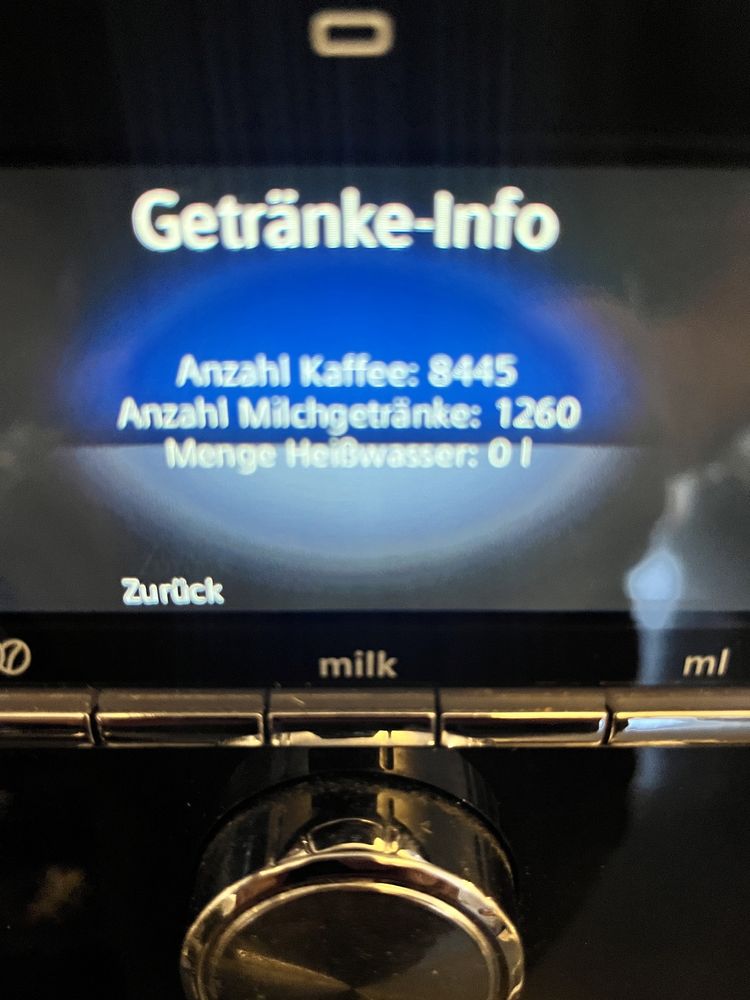 Getränke-Info
Anzahl Kaffee: 8445
Anzahl Milchgetränke: 1260
Menge Heißwasser: 0 l
Zurück
milk
ml